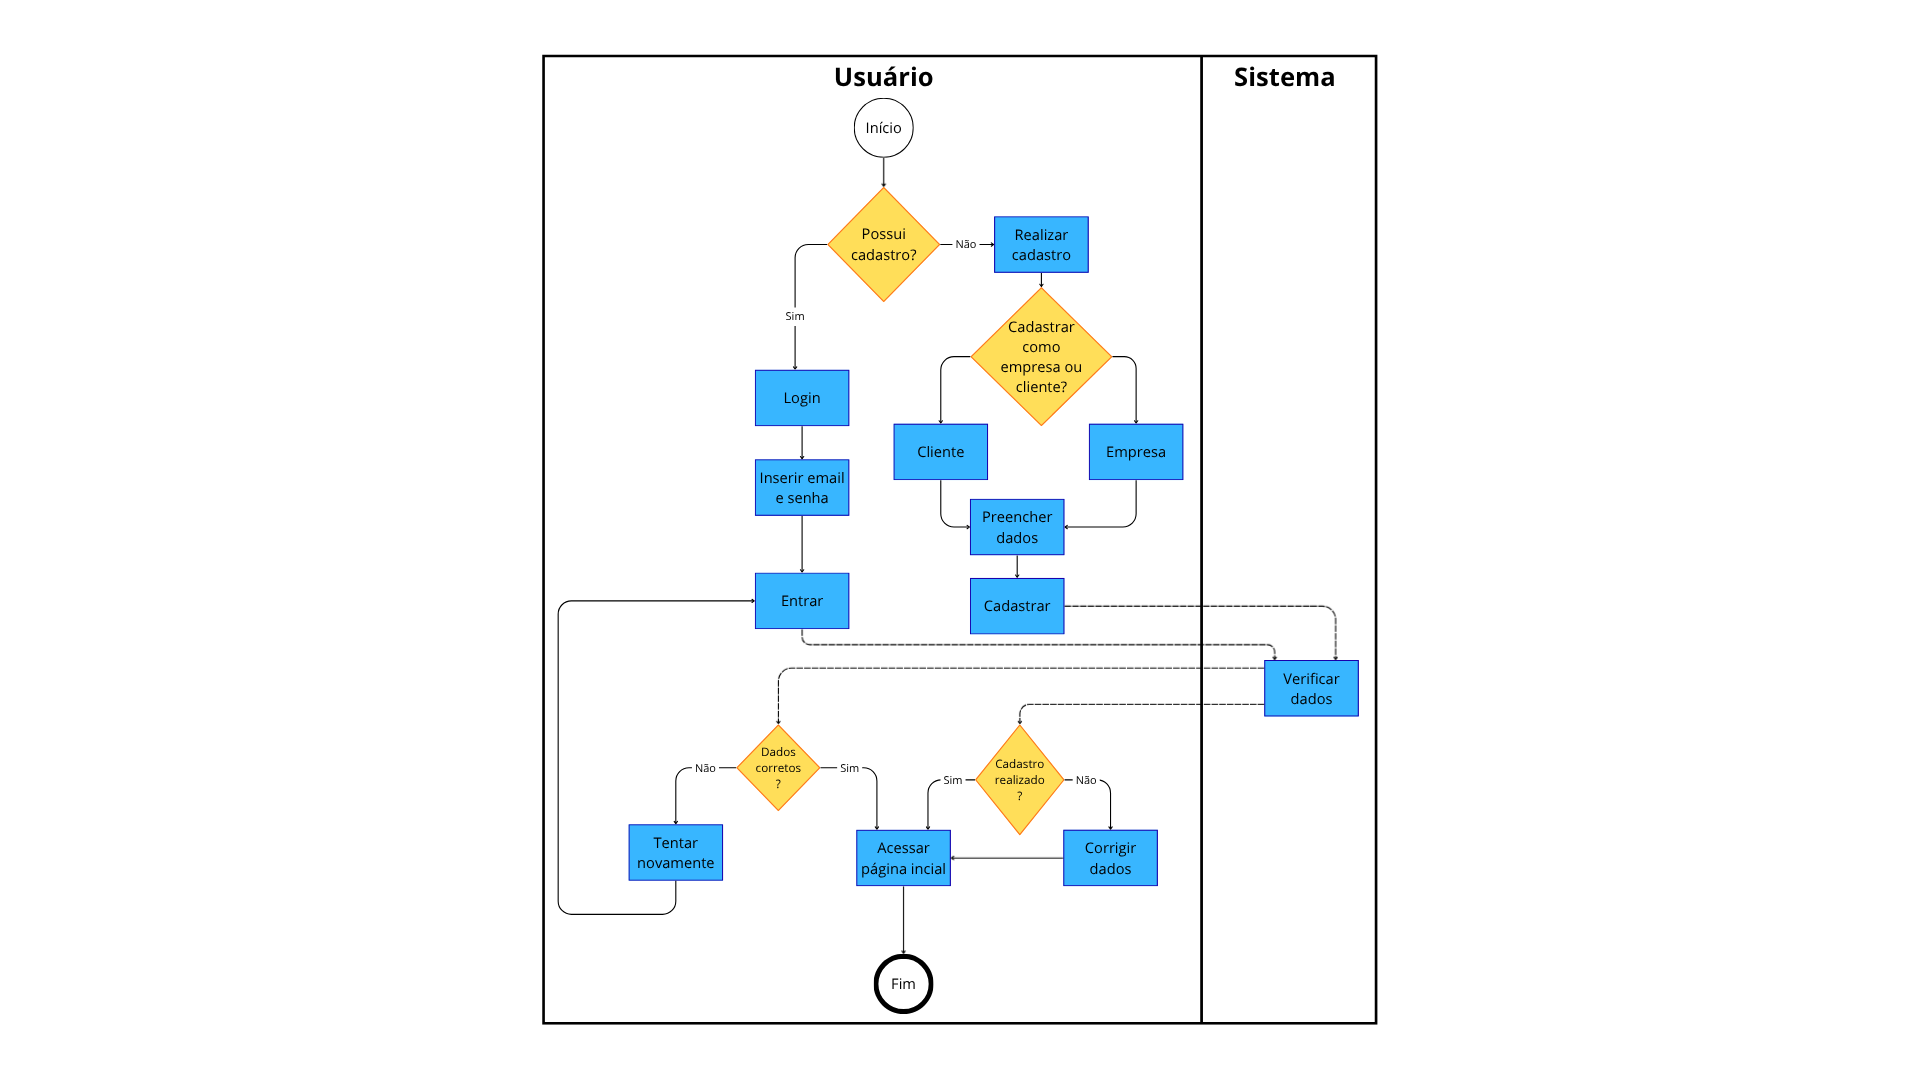 Usuário
Sistema
Início
Possui
cadastro?
Não
Realizar
cadastro
Sim
Cadastrar
como
empresa ou
cliente?
Login
Cliente
Empresa
Inserir email
e senha
Preencher
dados
Entrar
Cadastrar
Verificar
dados
Dados
corretos
?
Não
Sim
Cadastro
realizado
?
Sim
Não
Tentar
novamente
Acessar
página incial
Corrigir
dados
Fim